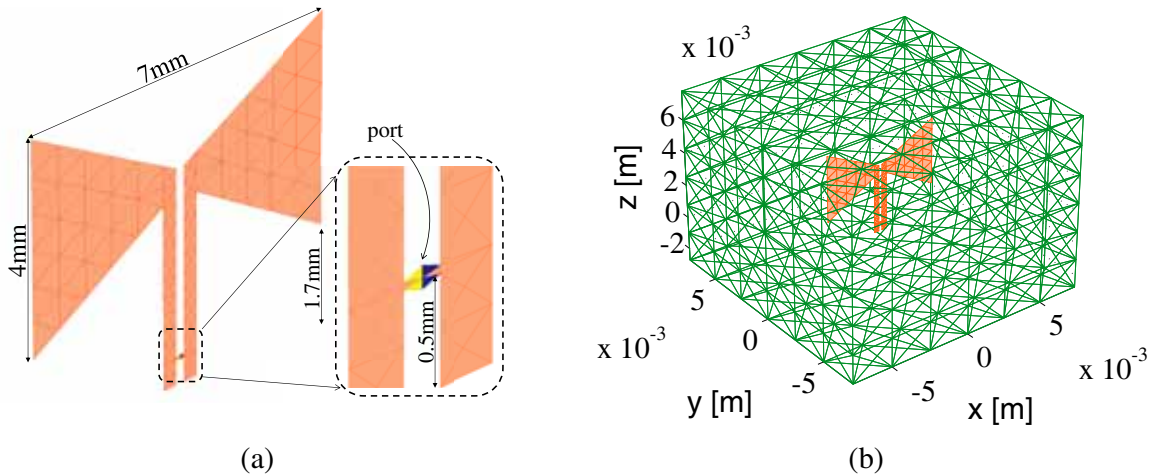 7mm
port
4mm
1.7mm
0.5mm
(a)
x 10⁻³
6
4
2
0
-2
z [m]
5
0
-5
x 10⁻³
y [m]
5
0
-5
x 10⁻³
x [m]
(b)